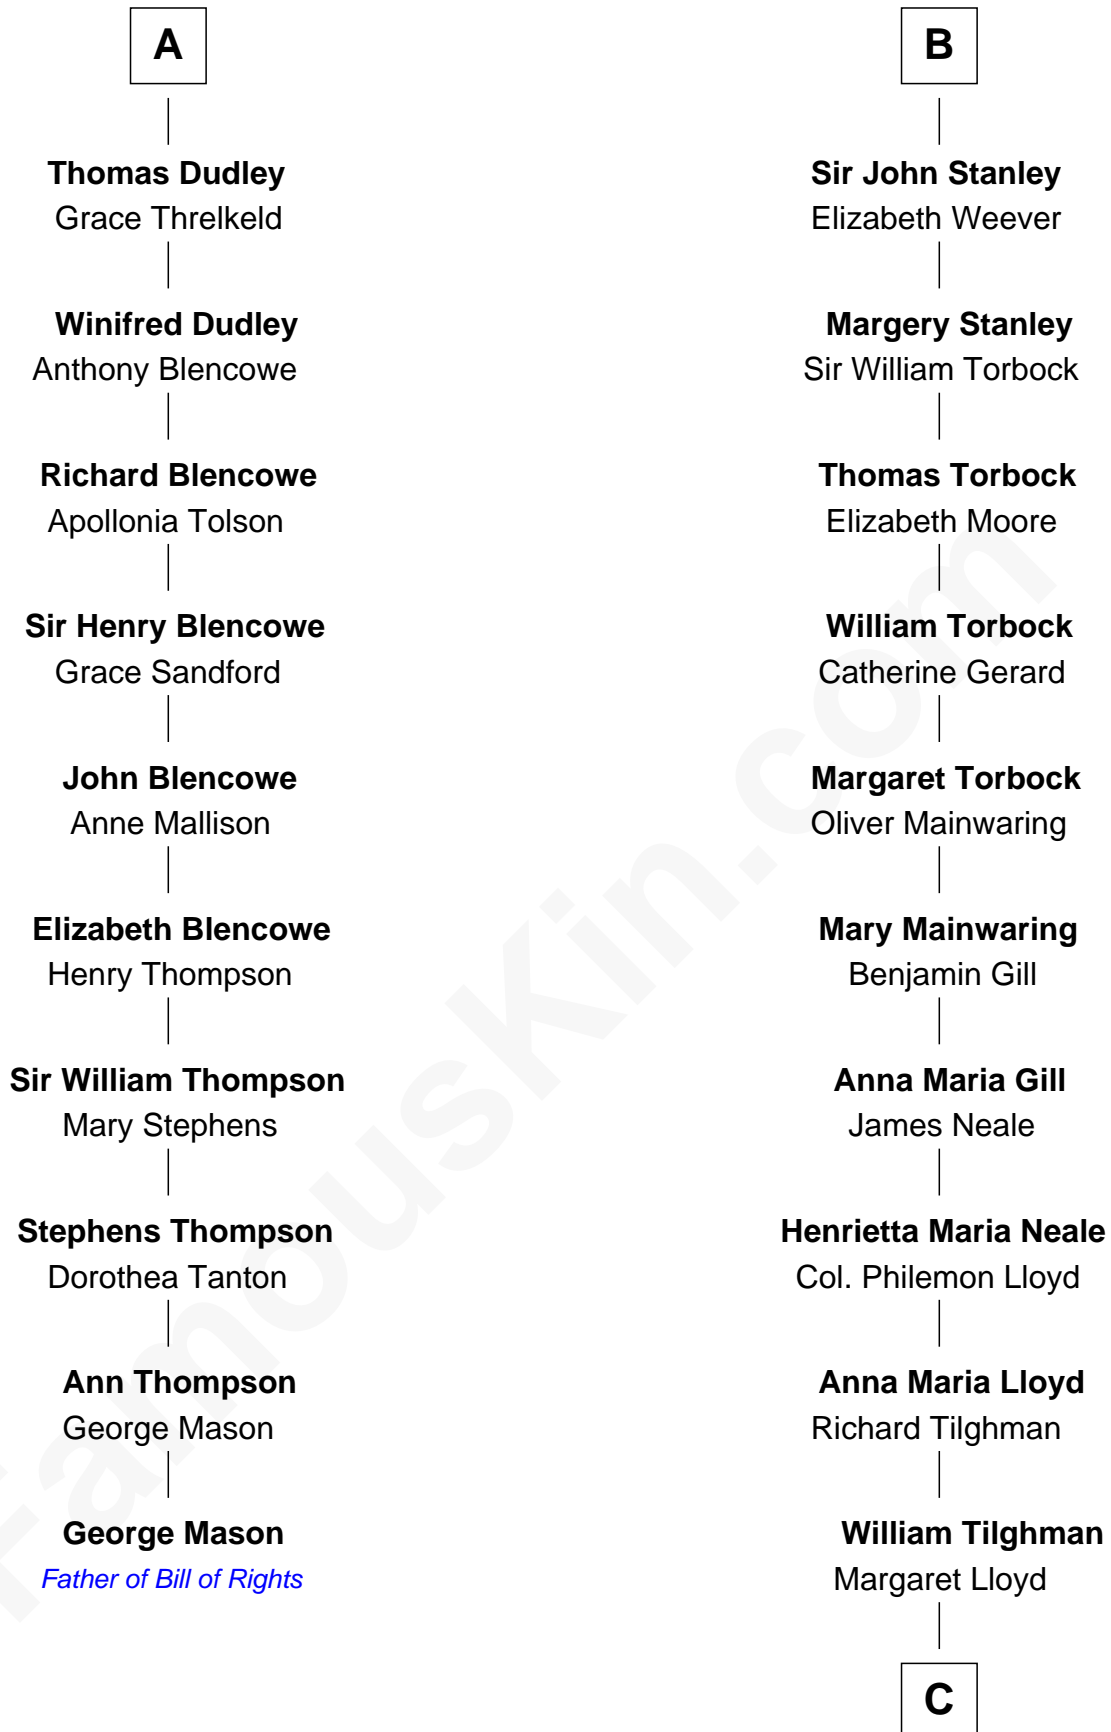 A
Thomas Dudley
Grace Threlkeld
Winifred Dudley
Anthony Blencowe
Richard Blencowe
Apollonia Tolson
Sir Henry Blencowe
Grace Sandford
John Blencowe
Anne Mallison
Elizabeth Blencowe
Henry Thompson
Sir William Thompson
Mary Stephens
Stephens Thompson
Dorothea Tanton
Ann Thompson
George Mason
George Mason
Father of Bill of Rights
B
Sir John Stanley
Elizabeth Weever
Margery Stanley
Sir William Torbock
Thomas Torbock
Elizabeth Moore
William Torbock
Catherine Gerard
Margaret Torbock
Oliver Mainwaring
Mary Mainwaring
Benjamin Gill
Anna Maria Gill
James Neale
Henrietta Maria Neale
Col. Philemon Lloyd
Anna Maria Lloyd
Richard Tilghman
William Tilghman
Margaret Lloyd
C
FamousKin.com